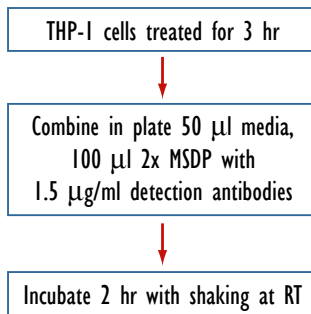 THP-1 cells treated for 3 hr
Combine in plate 50 μl media,
100 μl 2x MSDP with
1.5 μg/ml detection antibodies
Incubate 2 hr with shaking at RT